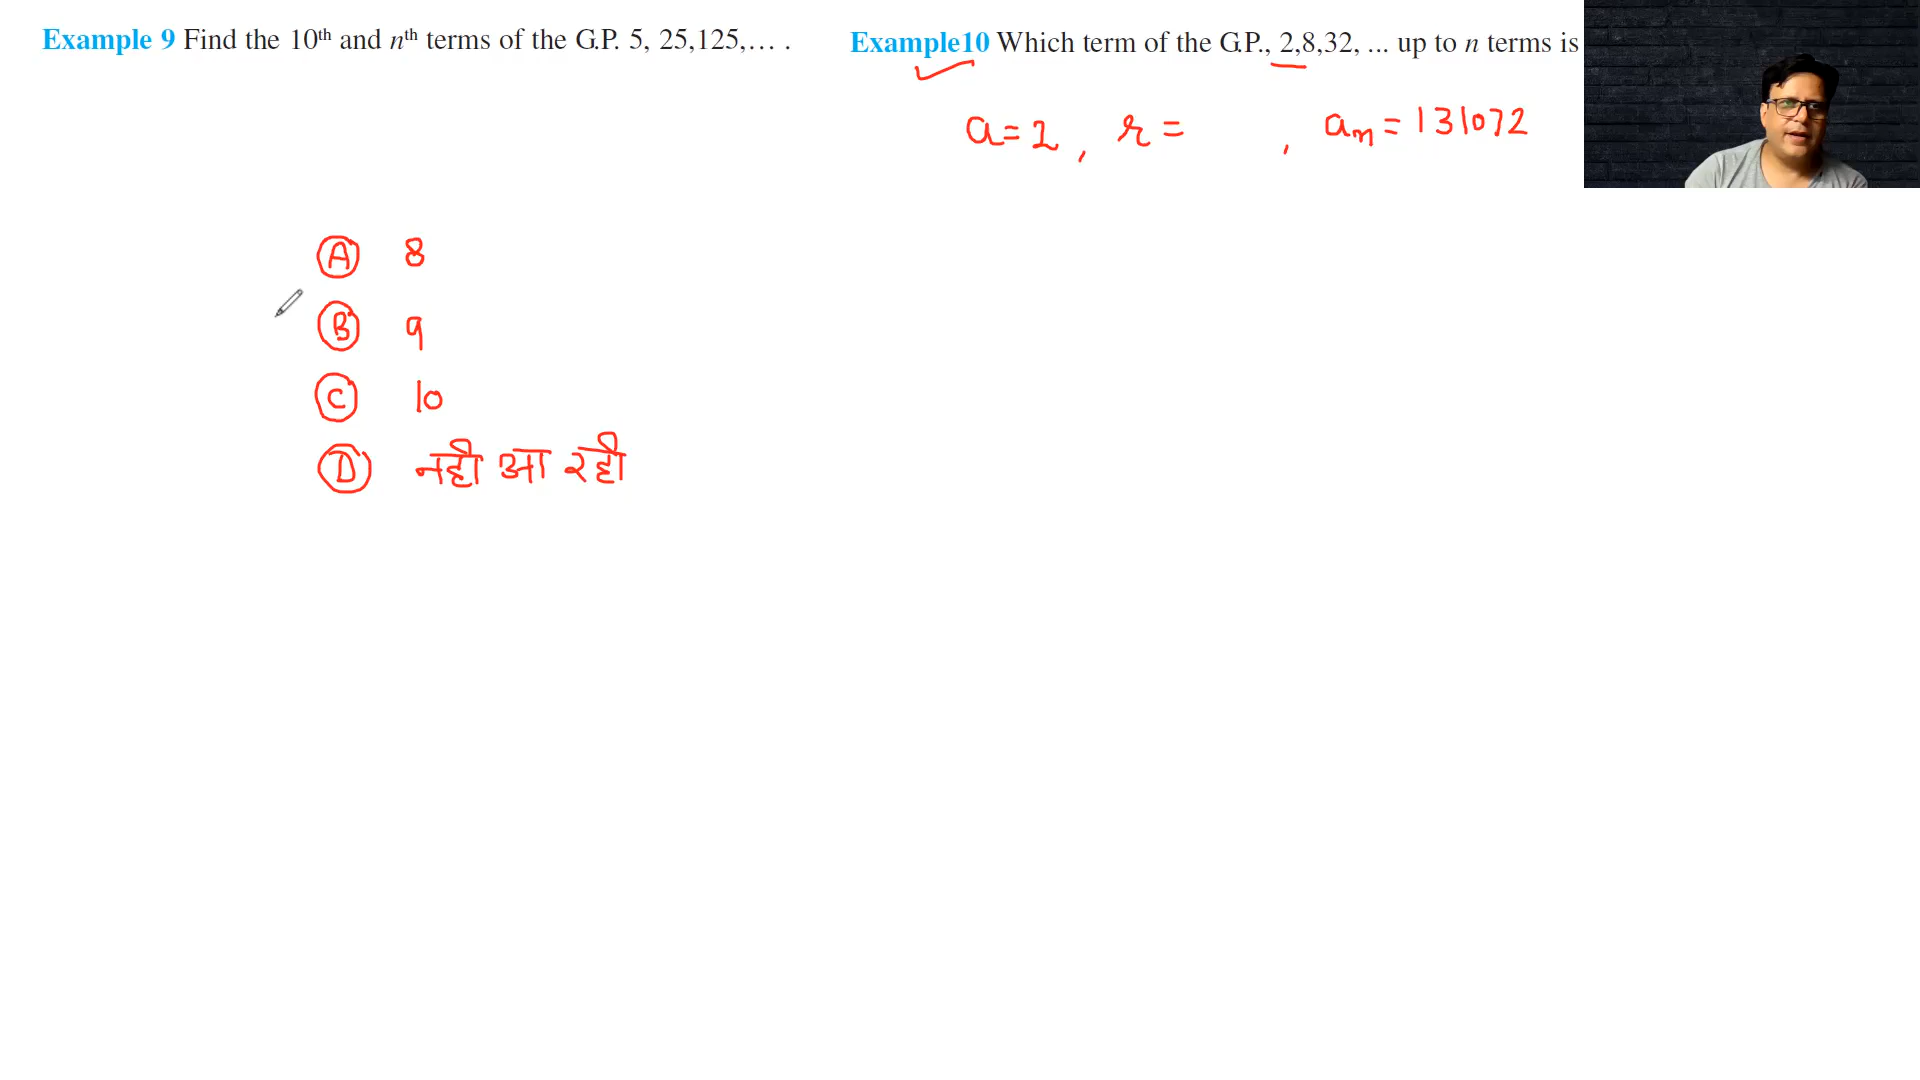 Example 9 Find the 10th and nth terms of the G.P. 5, 25,125,... .
Example10 Which term of the G.P., 2,8,32, ... up to n terms is
a=2, r= , an=131072
A 8
B 9
C 10
D नहीं आ रही